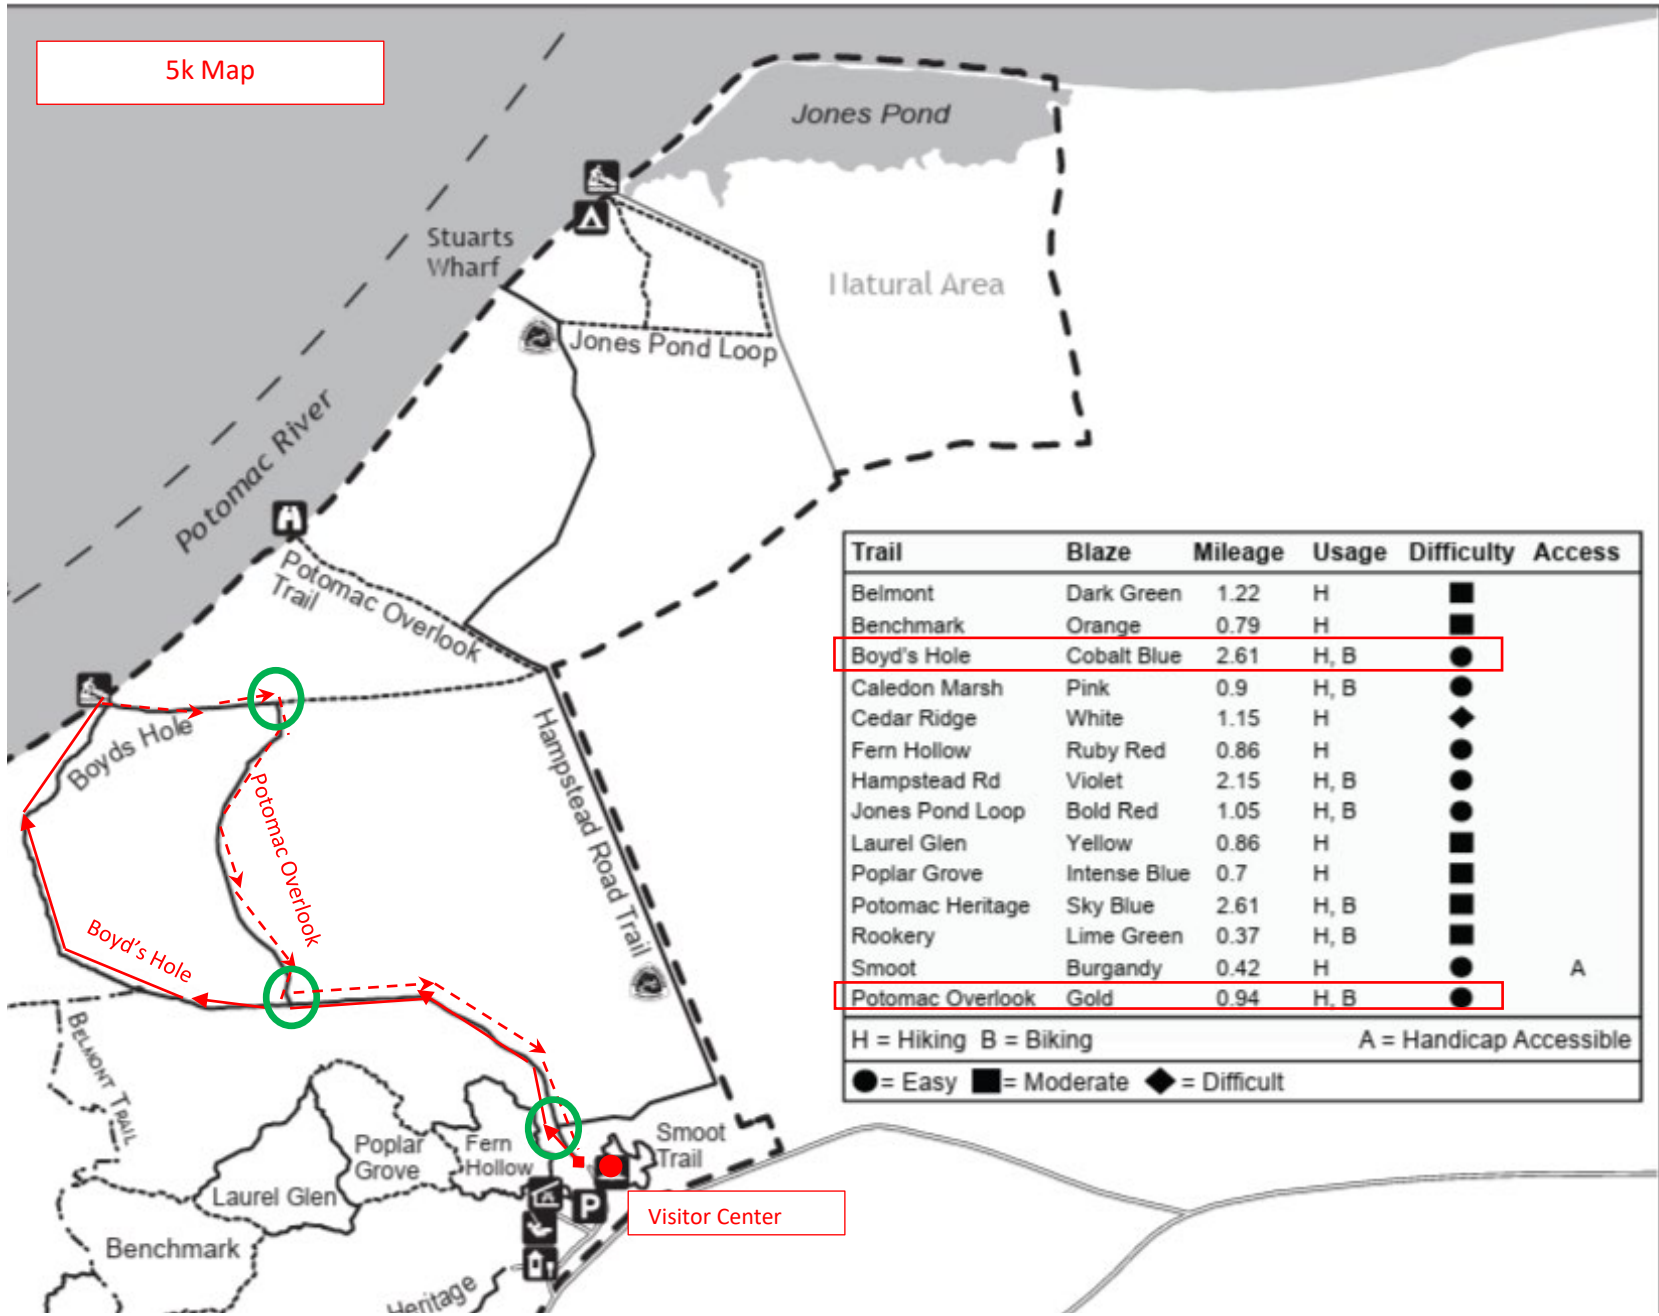 5k Map
Jones Pond
Stuarts
Wharf
Natural Area
Jones Pond Loop
Potomac River
Potomac Overlook
Trail
Boyds Hole
Hampstead Road Trail
Potomac Overlook
Boyd's Hole
BELMONT TRAIL
Poplar
Grove
Fern
Hollow
Smoot
Trail
Laurel Glen
P
Visitor Center
Benchmark
Heritage
Trail Blaze Mileage Usage Difficulty Access
Belmont Dark Green 1.22 H
Benchmark Orange 0.79 H
Boyd's Hole Cobalt Blue 2.61 H, B
Caledon Marsh Pink 0.9 H, B
Cedar Ridge White 1.15 H
Fern Hollow Ruby Red 0.86 H
Hampstead Rd Violet 2.15 H, B
Jones Pond Loop Bold Red 1.05 H, B
Laurel Glen Yellow 0.86 H
Poplar Grove Intense Blue 0.7 H
Potomac Heritage Sky Blue 2.61 H, B
Rookery Lime Green 0.37 H, B
Smoot Burgandy 0.42 H A
Potomac Overlook Gold 0.94 H, B
H = Hiking B = Biking A = Handicap Accessible
= Easy = Moderate = Difficult